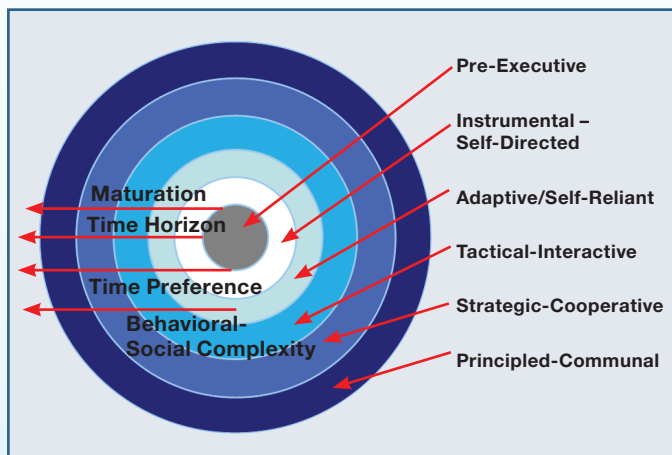 Pre-Executive
Instrumental –
Self-Directed
Adaptive/Self-Reliant
Tactical-Interactive
Strategic-Cooperative
Principled-Communal
Maturation
Time Horizon
Time Preference
Behavioral-
Social Complexity